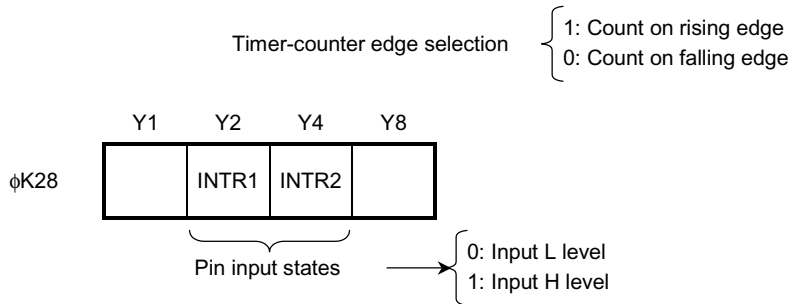 Timer-counter edge selection
1: Count on rising edge
0: Count on falling edge
Y1 Y2 Y4 Y8
ϕK28
INTR1 INTR2
Pin input states
0: Input L level
1: Input H level